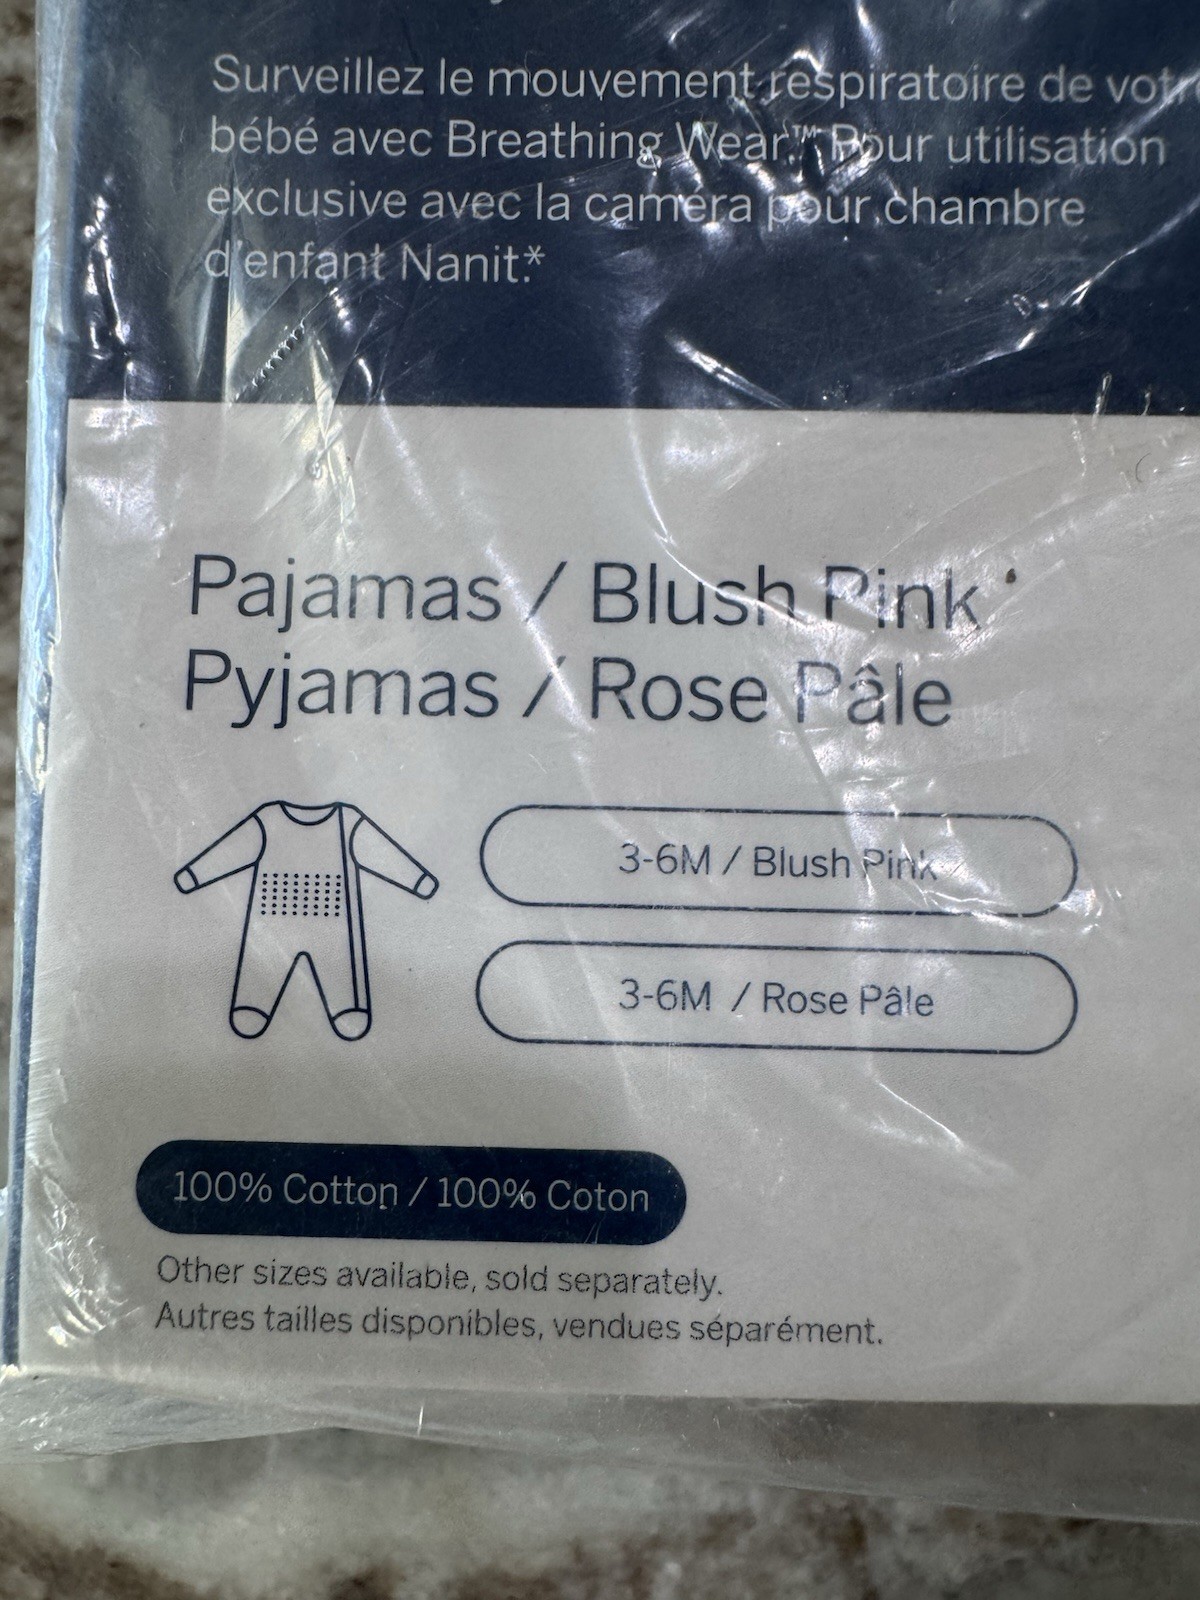 Surveillez le mouvement respiratoire de votre
bébé avec Breathing Wear.™ Pour utilisation
exclusive avec la caméra pour chambre
d'enfant Nanit.*
Pajamas / Blush Pink
Pyjamas / Rose Pâle
3-6M / Blush Pink
3-6M / Rose Pâle
100% Cotton / 100% Coton
Other sizes available, sold separately.
Autres tailles disponibles, vendues séparément.